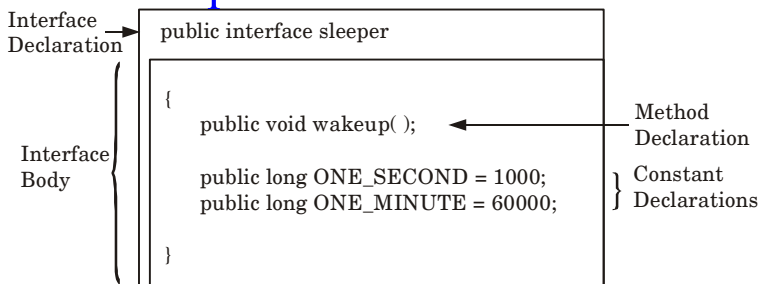 Interface
Declaration
public interface sleeper
{
public void wakeup( );
Method
Declaration
Interface
Body
public long ONE_SECOND = 1000;
public long ONE_MINUTE = 60000;
}
Constant
Declarations
}